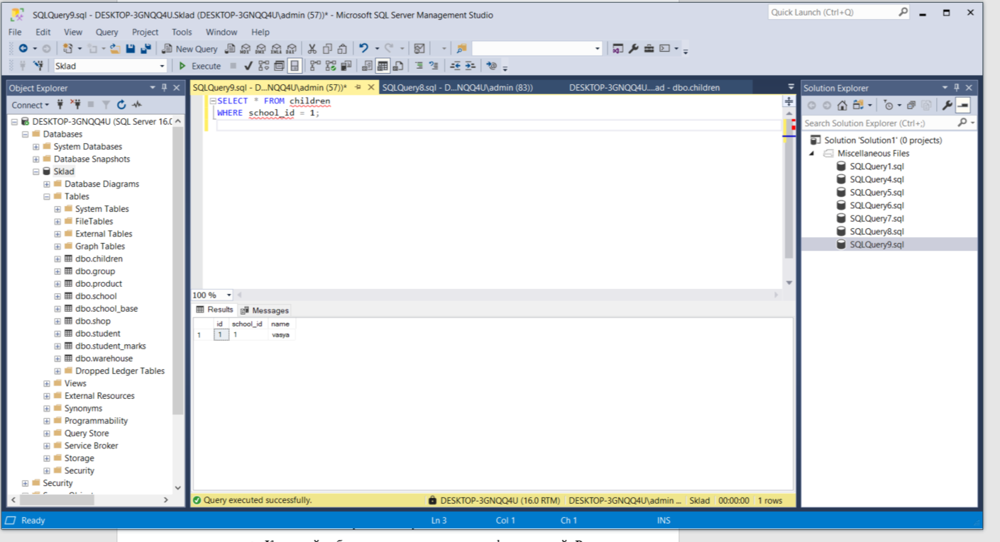 SQLQuery9.sql - DESKTOP-3GNQQ4U.Sklad (DESKTOP-3GNQQ4U\admin (57))* - Microsoft SQL Server Management Studio
Quick Launch (Ctrl+Q)
File Edit View Query Project Tools Window Help
New Query
Sklad
Execute
Object Explorer
Connect
DESKTOP-3GNQQ4U (SQL Server 16.0
Databases
System Databases
Database Snapshots
Sklad
Database Diagrams
Tables
System Tables
FileTables
External Tables
Graph Tables
dbo.children
dbo.group
dbo.product
dbo.school
dbo.school_base
dbo.shop
dbo.student
dbo.student_marks
dbo.warehouse
Dropped Ledger Tables
Views
External Resources
Synonyms
Programmability
Query Store
Service Broker
Storage
Security
Security
SQLQuery9.sql - D...NQQ4U\admin (57))*
SQLQuery8.sql - D...NQQ4U\admin (83))
DESKTOP-3GNQQ4U....ad - dbo.children
SELECT * FROM children
WHERE school_id = 1;
100 %
Results Messages
id school_id name
1 1 1 vasya
Query executed successfully.
DESKTOP-3GNQQ4U (16.0 RTM) DESKTOP-3GNQQ4U\admin ... Sklad 00:00:00 1 rows
Solution Explorer
Search Solution Explorer (Ctrl+;)
Solution 'Solution1' (0 projects)
Miscellaneous Files
SQLQuery1.sql
SQLQuery4.sql
SQLQuery5.sql
SQLQuery6.sql
SQLQuery7.sql
SQLQuery8.sql
SQLQuery9.sql
Ready
Ln 3 Col 1 Ch 1 INS